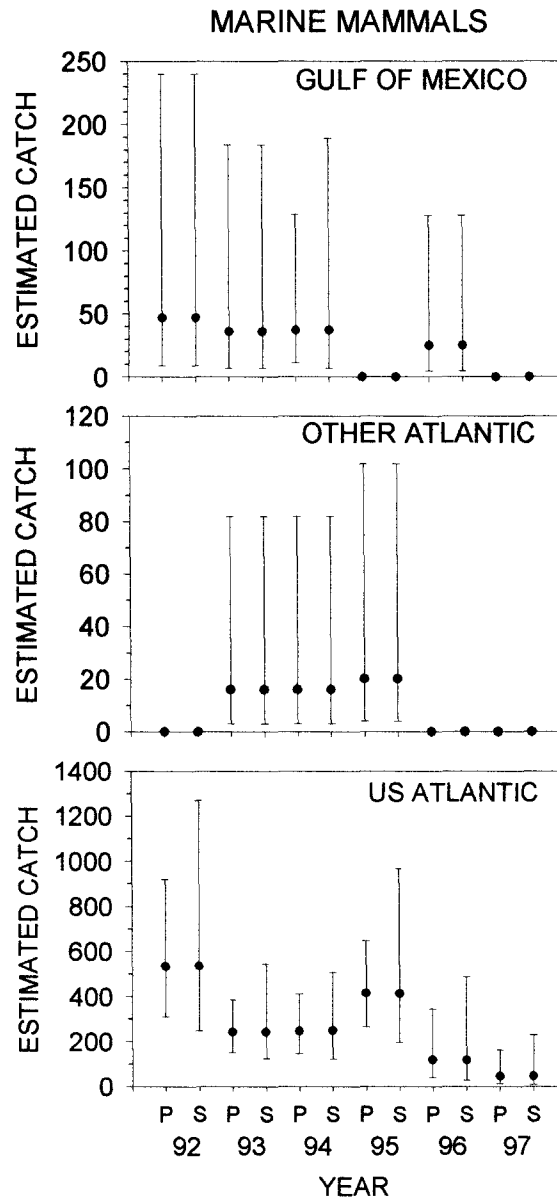 MARINE MAMMALS
GULF OF MEXICO
ESTIMATED CATCH
250
200
150
100
50
0
OTHER ATLANTIC
ESTIMATED CATCH
120
100
80
60
40
20
0
US ATLANTIC
ESTIMATED CATCH
1400
1200
1000
800
600
400
200
0
P S P S P S P S P S P S
92 93 94 95 96 97
YEAR